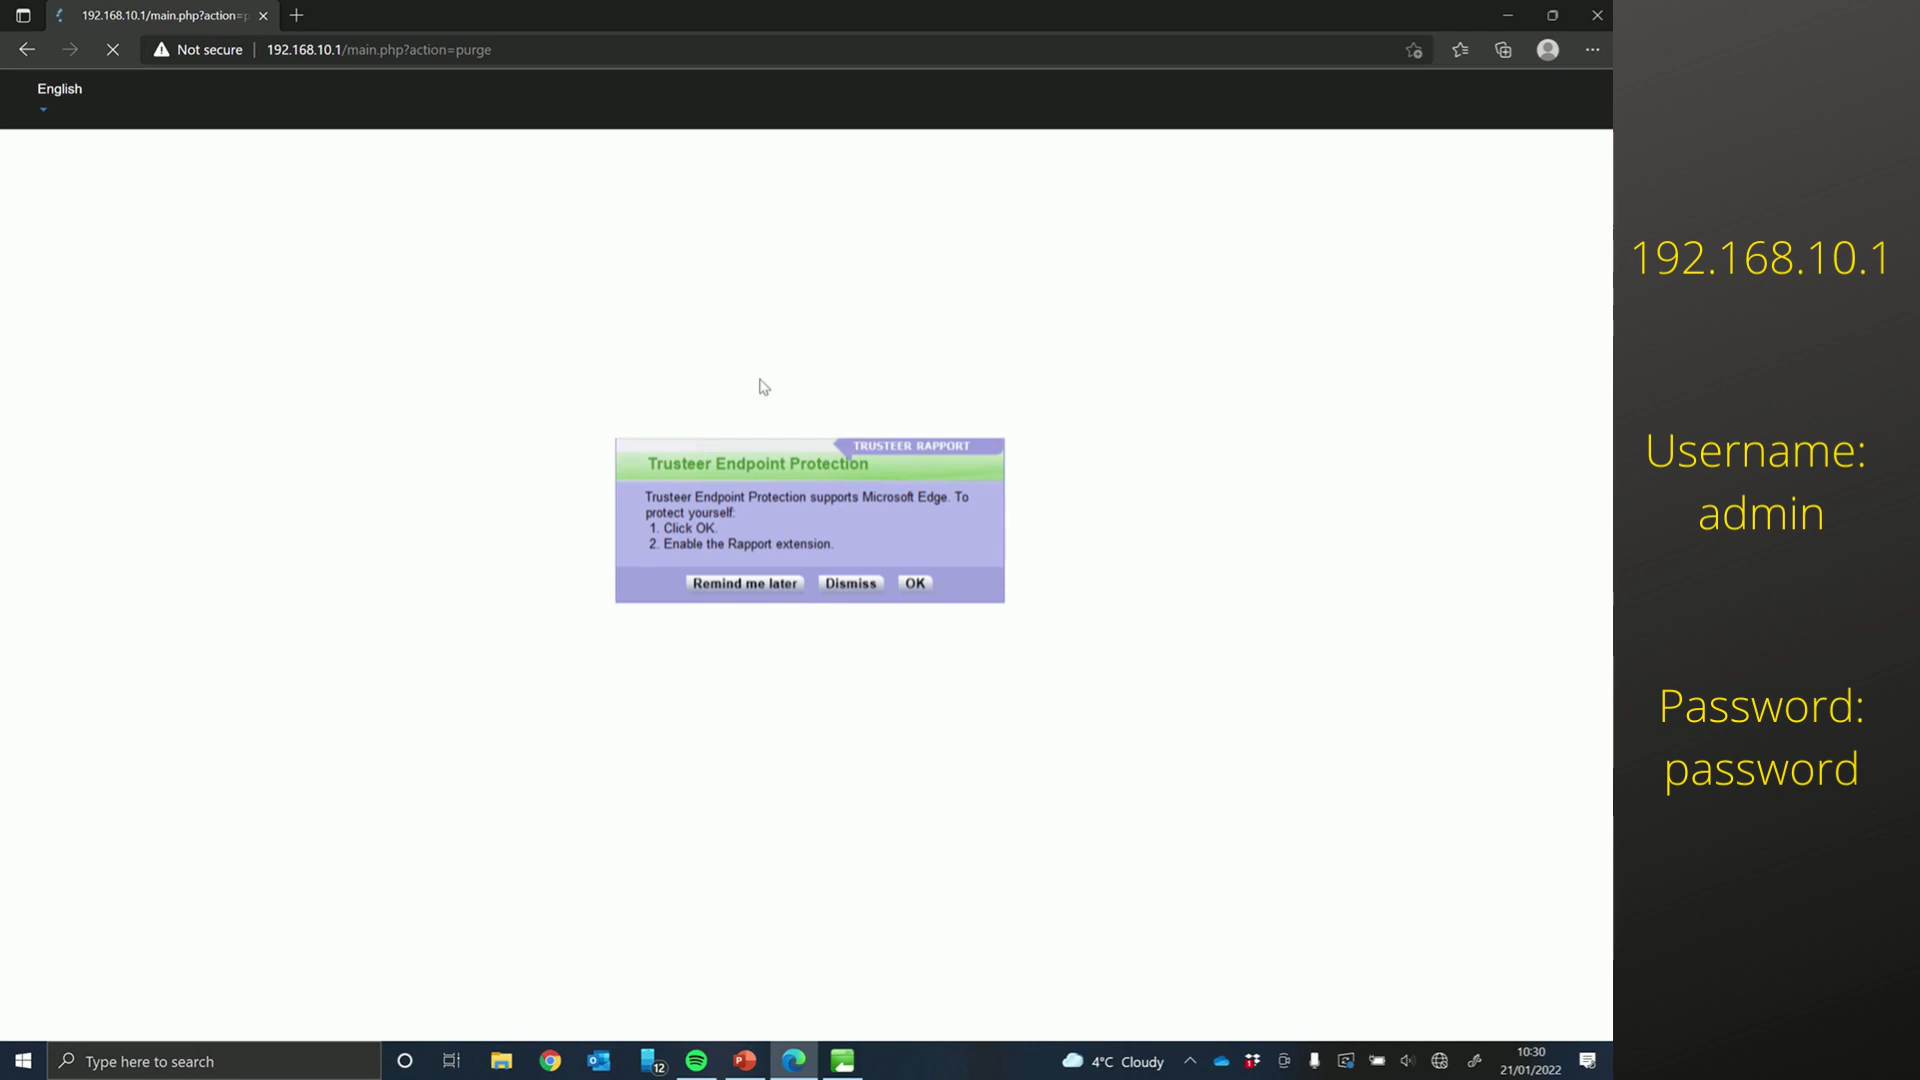 192.168.10.1/main.php?action=p
Not secure
192.168.10.1/main.php?action=purge
English
TRUSTEER RAPPORT
Trusteer Endpoint Protection
Trusteer Endpoint Protection supports Microsoft Edge. To
protect yourself:
1. Click OK.
2. Enable the Rapport extension.
Remind me later
Dismiss
OK
192.168.10.1
Username:
admin
Password:
password
Type here to search
12
4°C Cloudy
10:30
21/01/2022